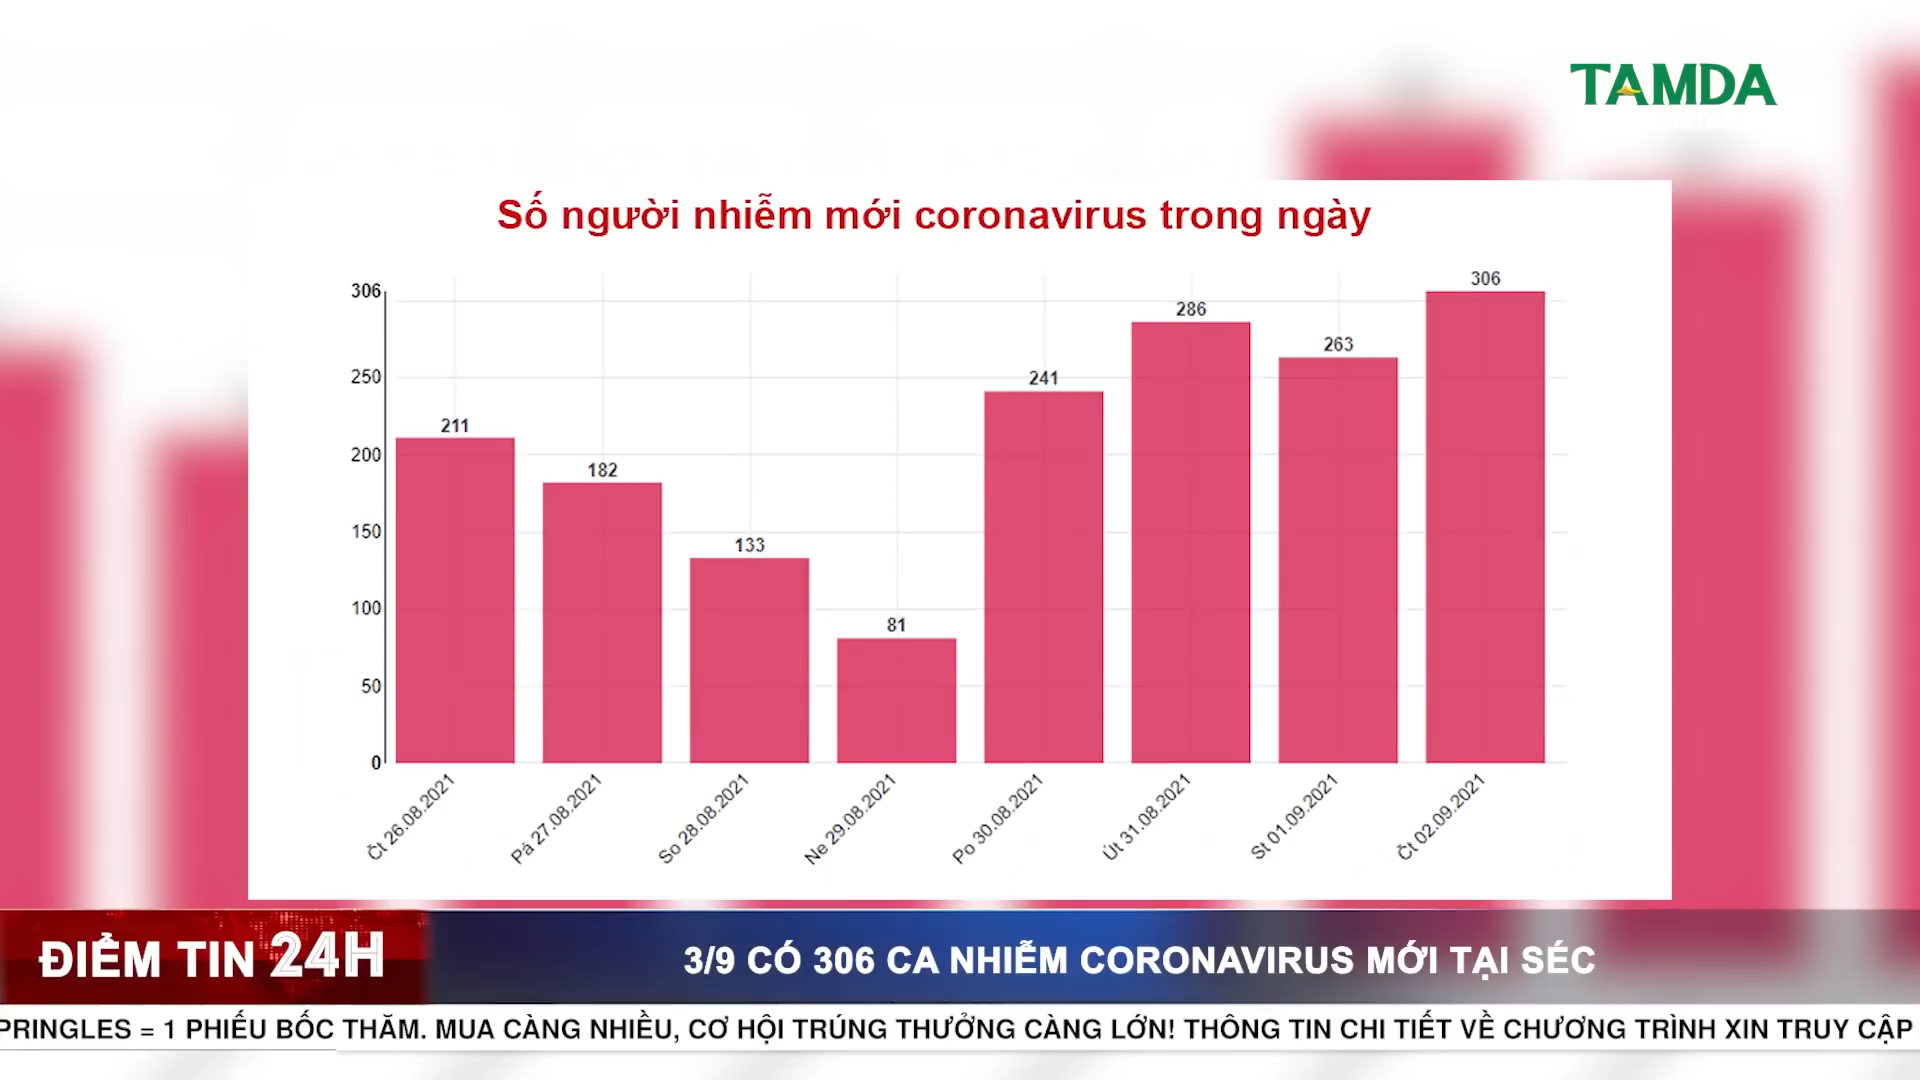 TAMDA
Số người nhiễm mới coronavirus trong ngày
306
250
200
150
100
50
0
211
182
133
81
241
286
263
306
Čt 26.08.2021
Pá 27.08.2021
So 28.08.2021
Ne 29.08.2021
Po 30.08.2021
Út 31.08.2021
St 01.09.2021
Čt 02.09.2021
ĐIỂM TIN 24H
3/9 CÓ 306 CA NHIỄM CORONAVIRUS MỚI TẠI SÉC
PRINGLES = 1 PHIẾU BỐC THĂM. MUA CÀNG NHIỀU, CƠ HỘI TRÚNG THƯỞNG CÀNG LỚN! THÔNG TIN CHI TIẾT VỀ CHƯƠNG TRÌNH XIN TRUY CẬP